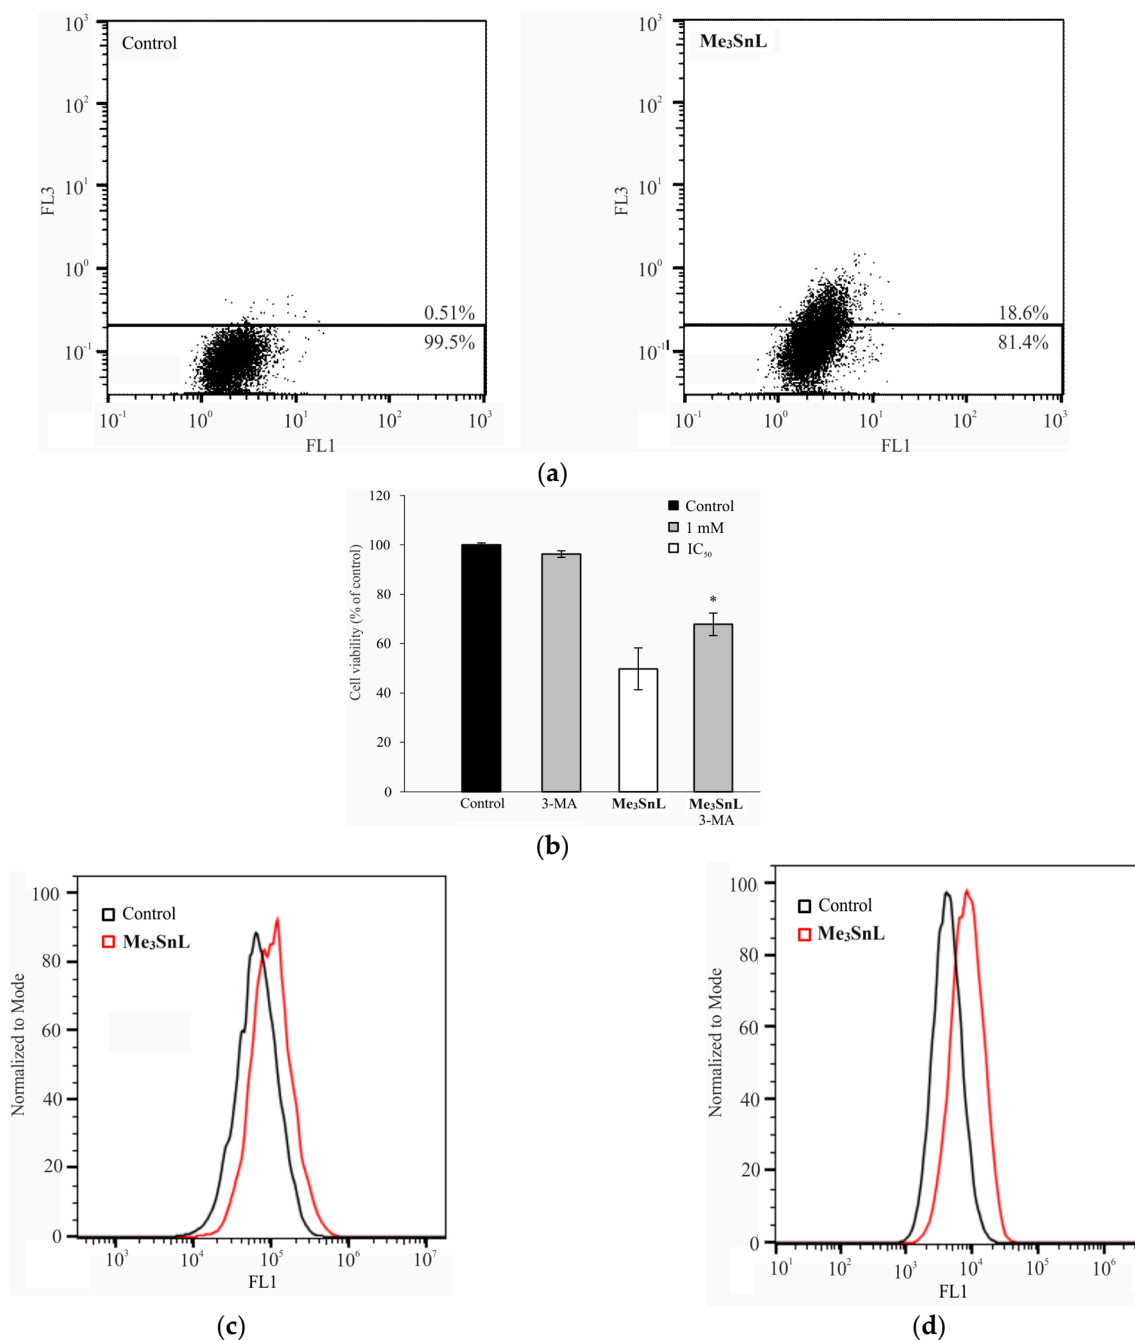 Control
10³
10²
10¹
10⁰
10⁻¹
FL3
0.51%
99.5%
10⁻¹ 10⁰ 10¹ 10² 10³
FL1
Me₃SnL
10³
10²
10¹
10⁰
10⁻¹
FL3
18.6%
81.4%
10⁻¹ 10⁰ 10¹ 10² 10³
FL1
(a)
Cell viability (% of control)
120
100
80
60
40
20
0
Control
1 mM
IC₅₀
*
Control 3-MA Me₃SnL Me₃SnL
3-MA
(b)
Normalized to Mode
100
80
60
40
20
0
Control
Me₃SnL
10³ 10⁴ 10⁵ 10⁶ 10⁷
FL1
(c)
Normalized to Mode
100
80
60
40
20
0
Control
Me₃SnL
10¹ 10² 10³ 10⁴ 10⁵ 10⁶
FL1
(d)